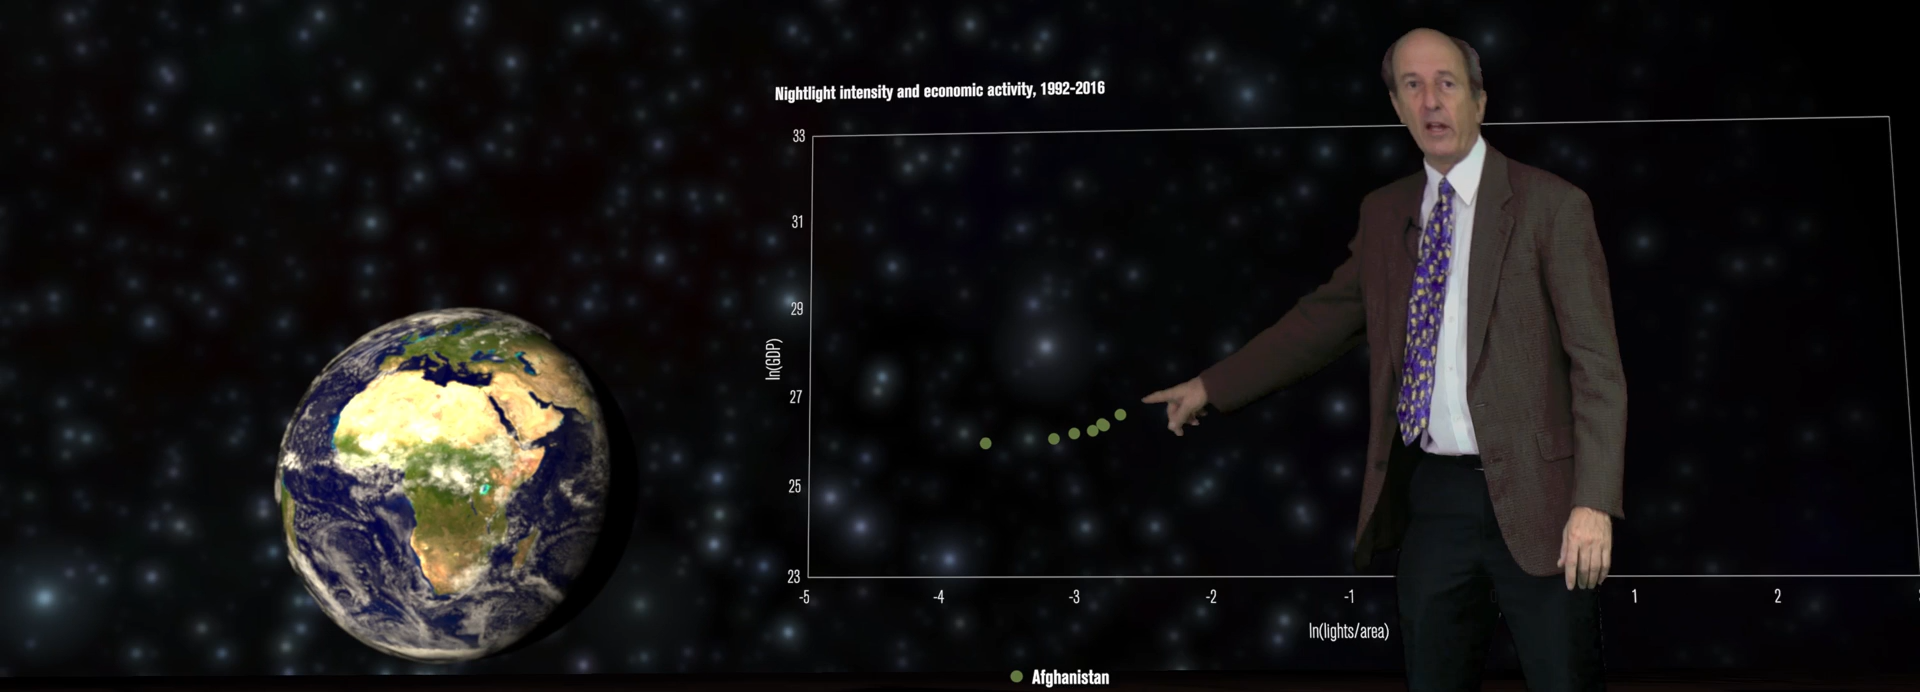 Nightlight intensity and economic activity, 1992-2016
33
31
29
27
25
23
ln(GDP)
-5 -4 -3 -2 -1 1 2
ln(lights/area)
Afghanistan